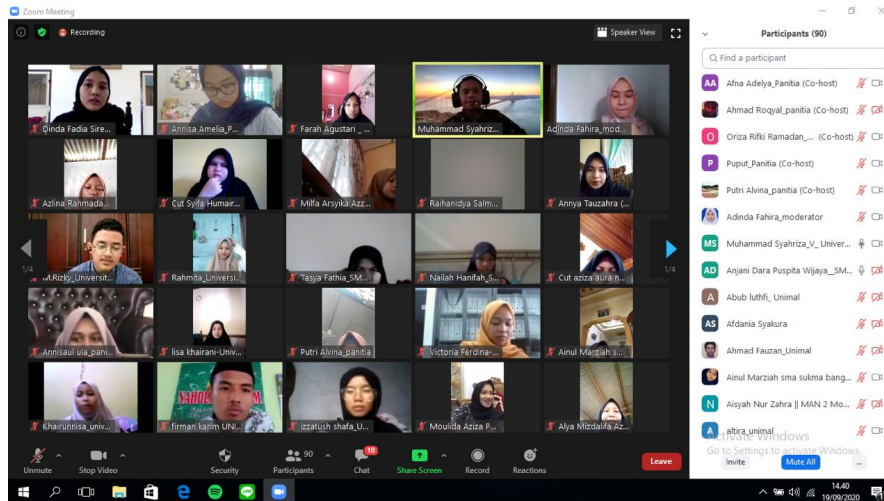 Zoom Meeting
Recording
Speaker View
Dinda Fadia Sire...
Annisa Amelia_P...
Farah Agustari _ ...
Muhammad Syahriz...
Adinda Fahira_mod...
Azlina Rahmada...
Cut Syifa Humair...
Milfa Arsyika Azz...
Raihanidya Salm...
Annya Tauzahra (...
1/4
M.Rizky_Universit...
Rahmita_Universi...
Tasya Fathia_SM...
Nailah Hanifah_S...
Cut aziza aura n...
1/4
Annisaul ula_pani...
lisa khairani-Univ...
Putri Alvina_panitia
Victoria Ferdina-...
Ainul Marziah s...
Khairunnisa_univ...
firman karim UNI...
izzatush shafa_U...
Moulida Aziza P...
Alya Mizdalifa Az...
Unmute
Stop Video
Security
Participants
90
Chat
10
Share Screen
Record
Reactions
Leave
Participants (90)
Find a participant
AA Afna Adelya_Panitia (Co-host)
Ahmad Roqyal_panitia (Co-host)
O Oriza Rifki Ramadan_... (Co-host)
P Puput_Panitia (Co-host)
Putri Alvina_panitia (Co-host)
Adinda Fahira_moderator
MS Muhammad Syahriza_V_ Univer...
AD Anjani Dara Puspita Wijaya__SM...
A Abub luthfi_ Unimal
AS Afdania Syakura
Ahmad Fauzan_Unimal
Ainul Marziah sma sukma bang...
N Aisyah Nur Zahra || MAN 2 Mo...
A altira_unimal
Activate Windows
Go to Settings to activate Windows.
Invite
Mute All
...
14.40
19/09/2020